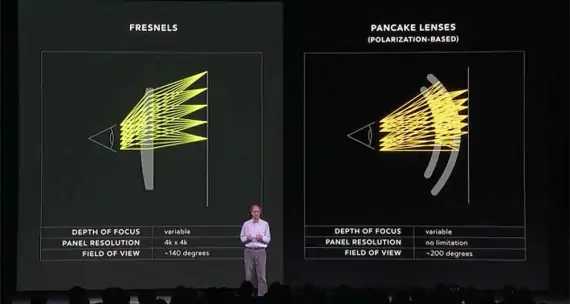 FRESNELS
DEPTH OF FOCUS variable
PANEL RESOLUTION 4k x 4k
FIELD OF VIEW ~140 degrees
PANCAKE LENSES
(POLARIZATION-BASED)
DEPTH OF FOCUS variable
PANEL RESOLUTION no limitation
FIELD OF VIEW ~200 degrees